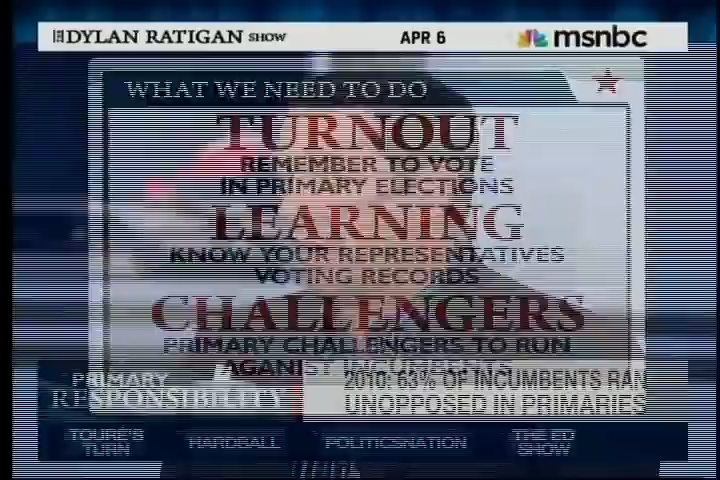 THE DYLAN RATIGAN SHOW
APR 6
msnbc
WHAT WE NEED TO DO
TURNOUT
REMEMBER TO VOTE
IN PRIMARY ELECTIONS
LEARNING
KNOW YOUR REPRESENTATIVES
VOTING RECORDS
CHALLENGERS
PRIMARY CHALLENGERS TO RUN
AGANIST INCUMBENTS
PRIMARY
RESPONSIBILITY
2010: 63% OF INCUMBENTS RAN
UNOPPOSED IN PRIMARIES
TOURÉ'S
TURN
HARDBALL
POLITICSNATION
THE ED
SHOW